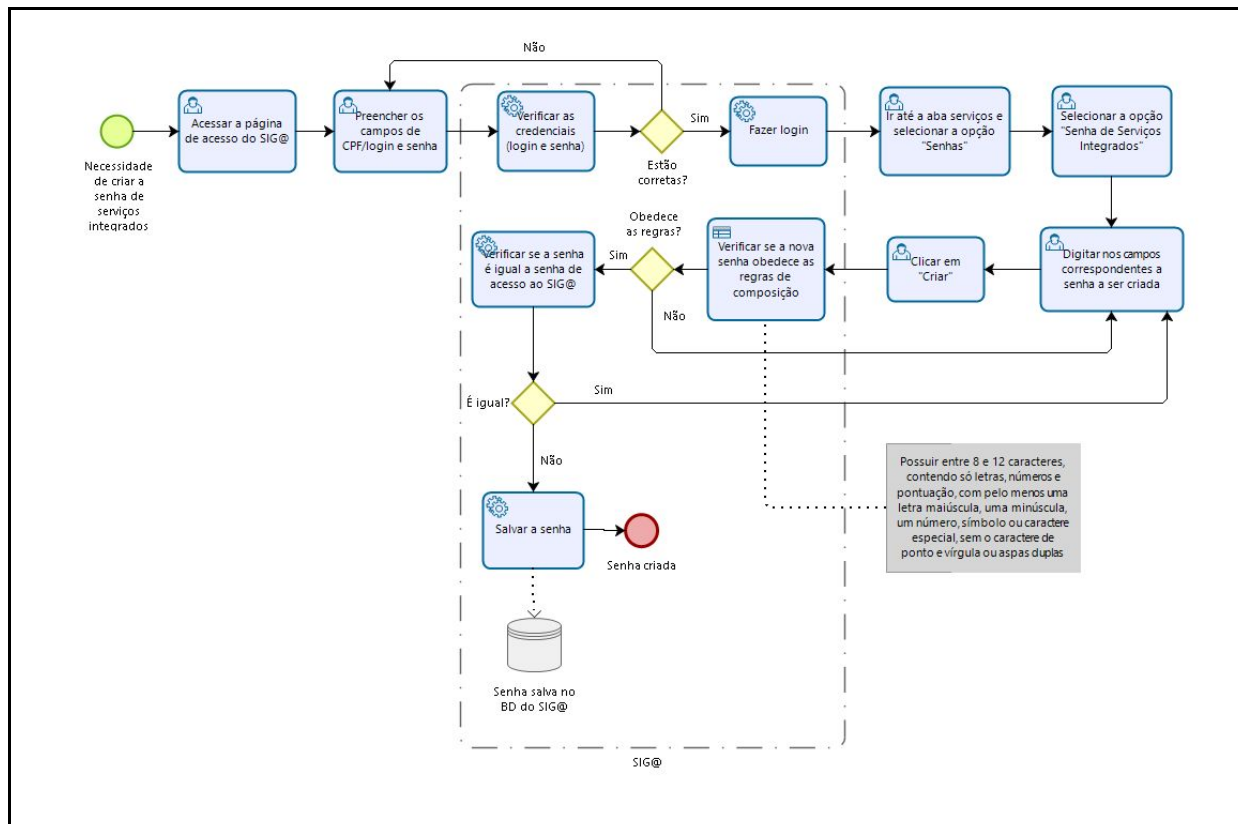 Não
Acessar a página
de acesso do SIG@
Preencher os
campos de
CPF/login e senha
Verificar as
credenciais
(login e senha)
Sim
Fazer login
Ir até a aba serviços e
selecionar a opção
"Senhas"
Selecionar a opção
"Senha de Serviços
Integrados"
Necessidade
de criar a
senha de
serviços
integrados
Estão
corretas?
Obedece
as regras?
Verificar se a senha
é igual a senha de
acesso ao SIG@
Sim
Verificar se a nova
senha obedece as
regras de
composição
Clicar em
"Criar"
Digitar nos campos
correspondentes a
senha a ser criada
Não
É igual?
Sim
Não
Possuir entre 8 e 12 caracteres,
contendo só letras, números e
pontuação, com pelo menos uma
letra maiúscula, uma minúscula,
um número, símbolo ou caractere
especial, sem o caractere de
ponto e vírgula ou aspas duplas
Salvar a senha
Senha criada
Senha salva no
BD do SIG@
SIG@